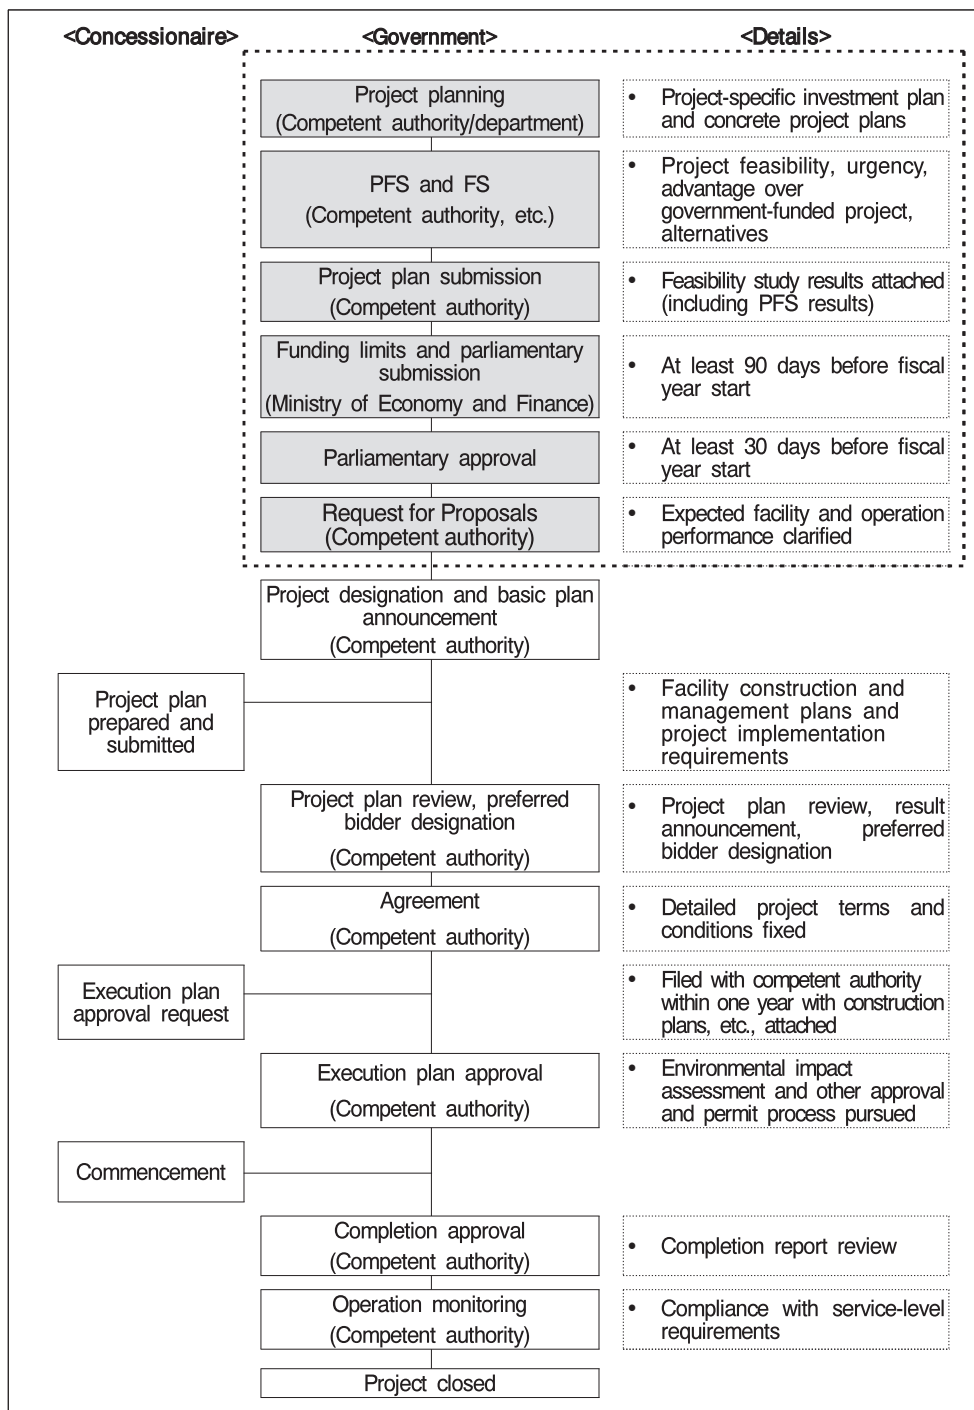 <Concessionaire>
<Government>
<Details>
Project planning
(Competent authority/department)
• Project-specific investment plan
and concrete project plans
PFS and FS
(Competent authority, etc.)
• Project feasibility, urgency,
advantage over
government-funded project,
alternatives
Project plan submission
(Competent authority)
• Feasibility study results attached
(including PFS results)
Funding limits and parliamentary
submission
(Ministry of Economy and Finance)
• At least 90 days before fiscal
year start
Parliamentary approval
• At least 30 days before fiscal
year start
Request for Proposals
(Competent authority)
• Expected facility and operation
performance clarified
Project designation and basic plan
announcement
(Competent authority)
Project plan
prepared and
submitted
• Facility construction and
management plans and
project implementation
requirements
Project plan review, preferred
bidder designation
(Competent authority)
• Project plan review, result
announcement, preferred
bidder designation
Agreement
(Competent authority)
• Detailed project terms and
conditions fixed
Execution plan
approval request
• Filed with competent authority
within one year with construction
plans, etc., attached
Execution plan approval
(Competent authority)
• Environmental impact
assessment and other approval
and permit process pursued
Commencement
Completion approval
(Competent authority)
• Completion report review
Operation monitoring
(Competent authority)
• Compliance with service-level
requirements
Project closed